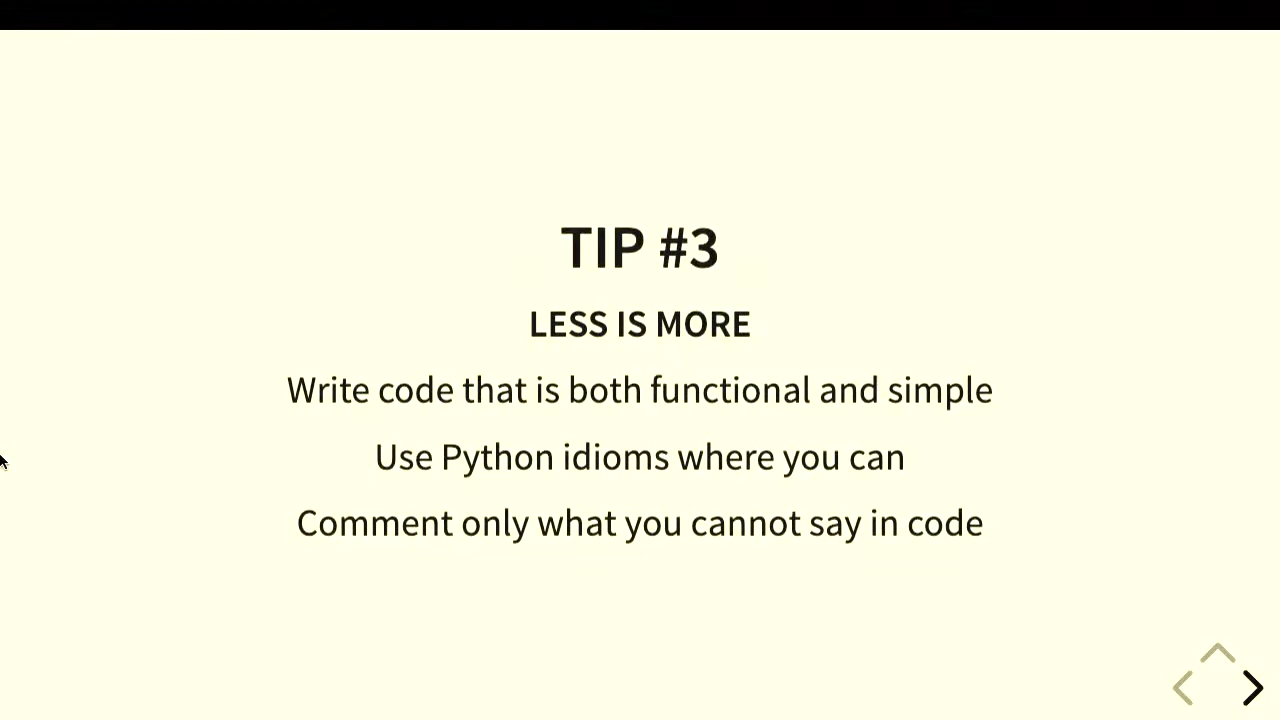 TIP #3
LESS IS MORE
Write code that is both functional and simple
Use Python idioms where you can
Comment only what you cannot say in code